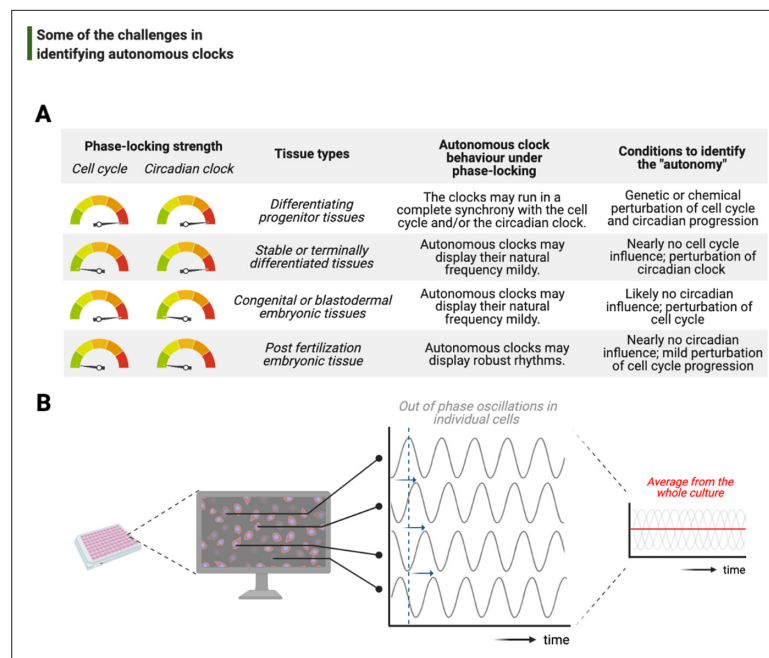 Some of the challenges in
identifying autonomous clocks
A
Phase-locking strength
Cell cycle Circadian clock
Tissue types
Autonomous clock
behaviour under
phase-locking
Conditions to identify
the "autonomy"
Differentiating
progenitor tissues
The clocks may run in a
complete synchrony with the cell
cycle and/or the circadian clock.
Genetic or chemical
perturbation of cell cycle
and circadian progression
Stable or terminally
differentiated tissues
Autonomous clocks may
display their natural
frequency mildy.
Nearly no cell cycle
influence; perturbation of
circadian clock
Congenital or blastodermal
embryonic tissues
Autonomous clocks may
display their natural
frequency mildy.
Likely no circadian
influence; perturbation of
cell cycle
Post fertilization
embryonic tissue
Autonomous clocks may
display robust rhythms.
Nearly no circadian
influence; mild perturbation
of cell cycle progression
B
Out of phase oscillations in
individual cells
time
Average from the
whole culture
time